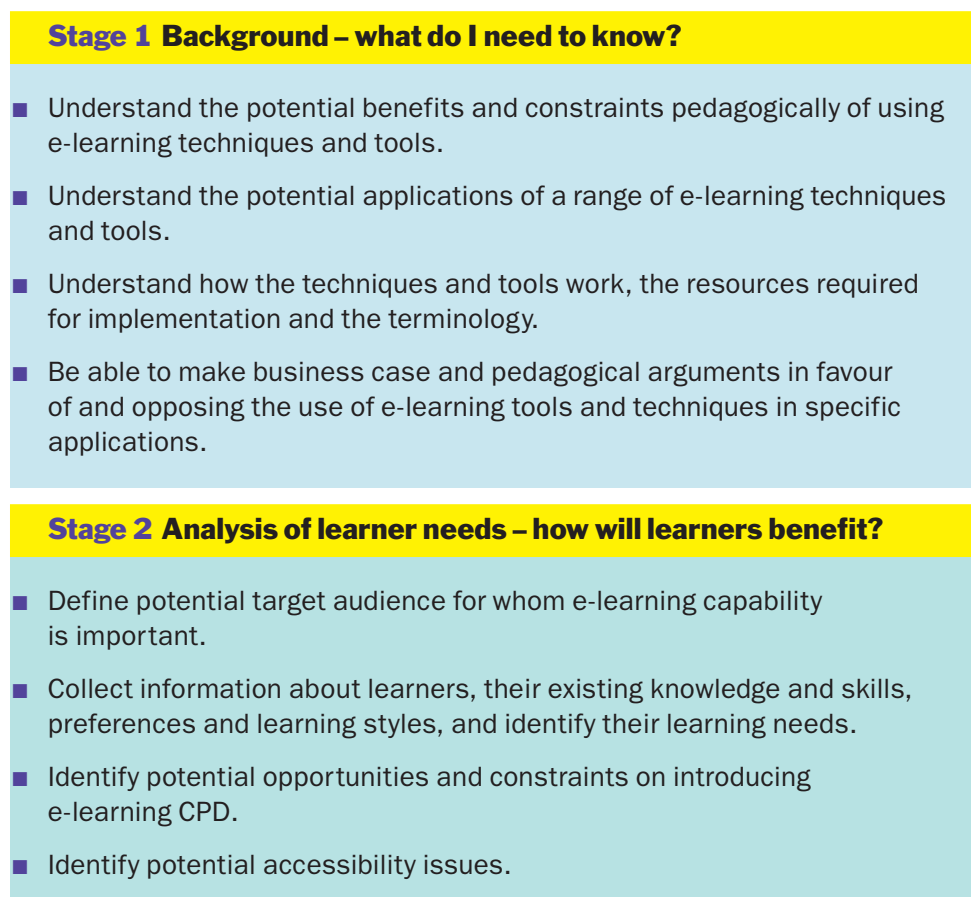 Stage 1 Background – what do I need to know?
■ Understand the potential benefits and constraints pedagogically of using
e-learning techniques and tools.
■ Understand the potential applications of a range of e-learning techniques
and tools.
■ Understand how the techniques and tools work, the resources required
for implementation and the terminology.
■ Be able to make business case and pedagogical arguments in favour
of and opposing the use of e-learning tools and techniques in specific
applications.
Stage 2 Analysis of learner needs – how will learners benefit?
■ Define potential target audience for whom e-learning capability
is important.
■ Collect information about learners, their existing knowledge and skills,
preferences and learning styles, and identify their learning needs.
■ Identify potential opportunities and constraints on introducing
e-learning CPD.
■ Identify potential accessibility issues.